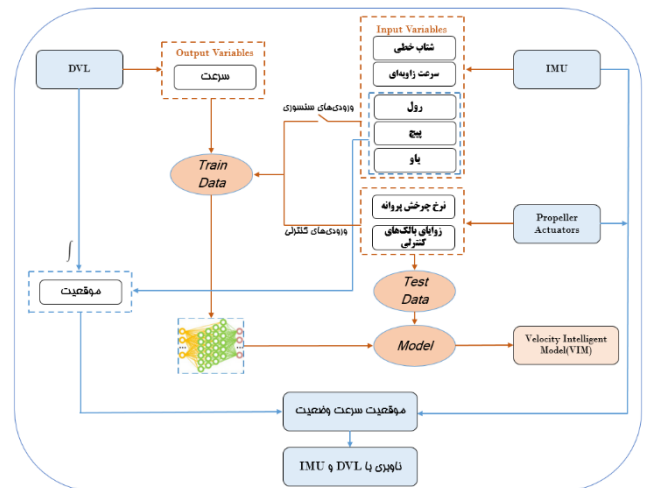 Output Variables
Input Variables
DVL
سرعت
شتاب خطی
سرعت زاویه‌ای
IMU
ورودی‌های سنسوری
رول
پیچ
یاو
Train
Data
نرخ چرخش پروانه
زوایای بالک‌های
کنترلی
Propeller
Actuators
ورودی‌های کنترلی
∫
موقعیت
Test
Data
Model
Velocity Intelligent
Model(VIM)
موقعیت سرعت وضعیت
ناوبری با DVL و IMU